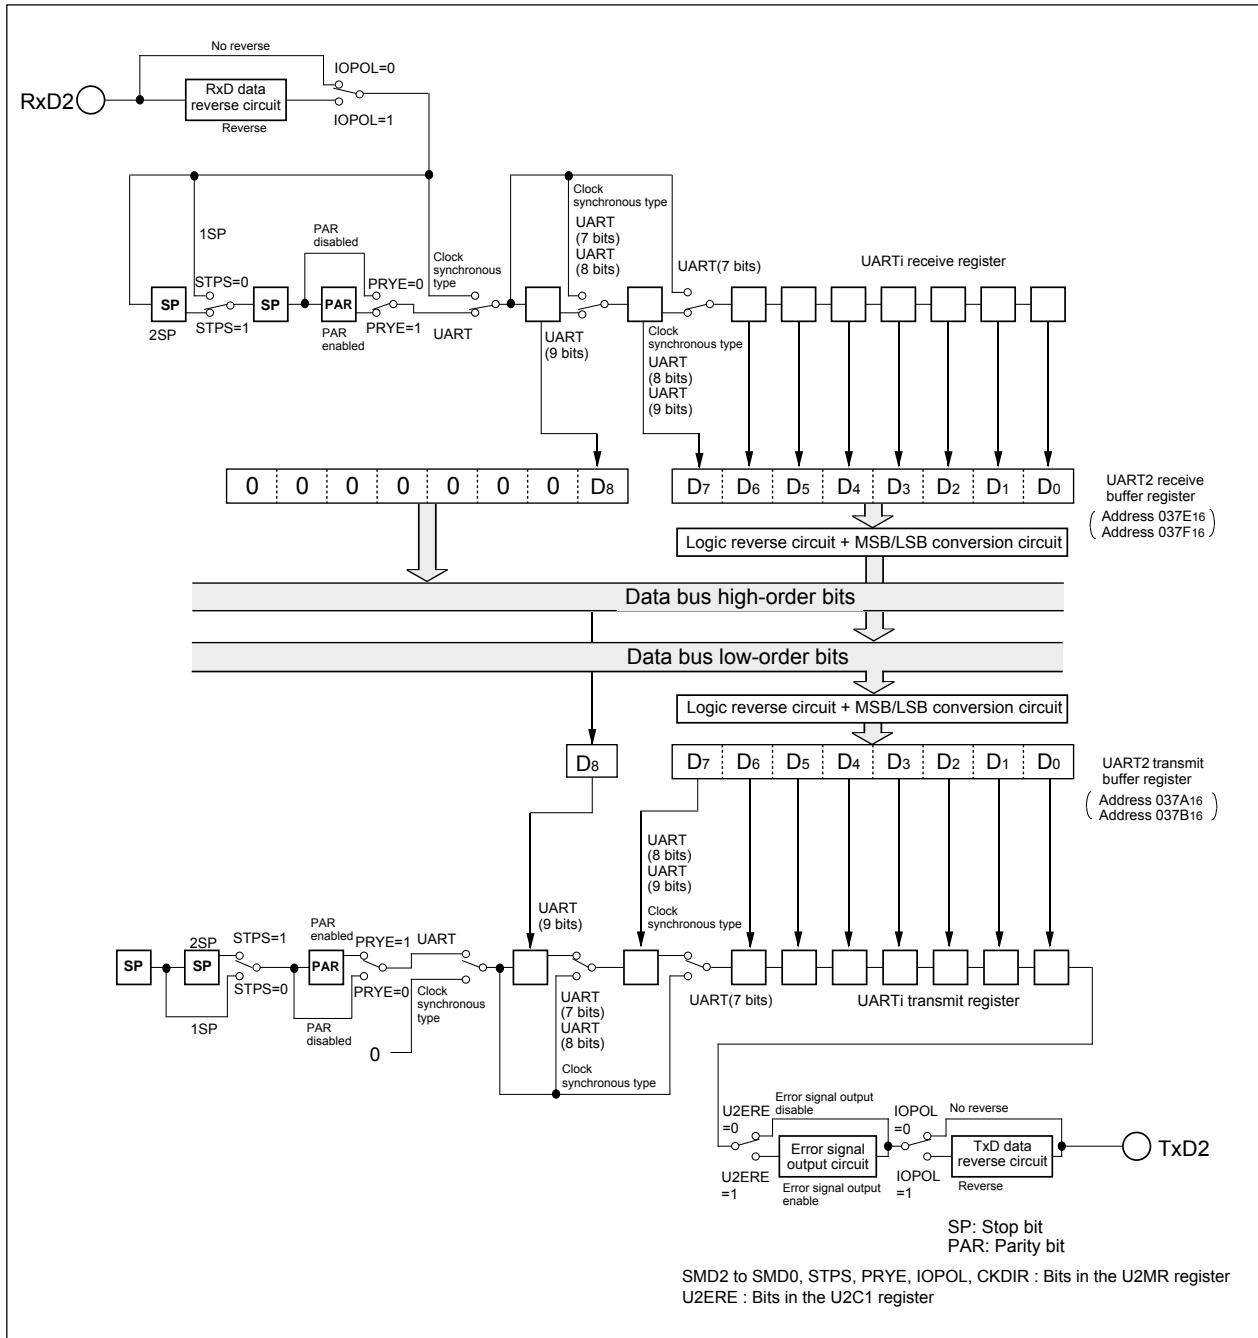 No reverse
IOPOL=0
RxD2
RxD data
reverse circuit
Reverse
IOPOL=1
Clock
synchronous type
1SP
PAR
disabled
UART
(7 bits)
UART
(8 bits)
Clock
synchronous
type
UART(7 bits)
UARTi receive register
STPS=0
PRYE=0
SP
SP
PAR
2SP
STPS=1
PAR
enabled
PRYE=1
UART
UART
(9 bits)
Clock
synchronous type
UART
(8 bits)
UART
(9 bits)
0 0 0 0 0 0 0 D8
D7 D6 D5 D4 D3 D2 D1 D0
UART2 receive
buffer register
( Address 037E16 )
( Address 037F16 )
Logic reverse circuit + MSB/LSB conversion circuit
Data bus high-order bits
Data bus low-order bits
Logic reverse circuit + MSB/LSB conversion circuit
D8
D7 D6 D5 D4 D3 D2 D1 D0
UART2 transmit
buffer register
( Address 037A16 )
( Address 037B16 )
UART
(8 bits)
UART
(9 bits)
Clock
synchronous type
UART
(9 bits)
PAR
enabled
2SP
STPS=1
PRYE=1
UART
SP
SP
PAR
STPS=0
PRYE=0
Clock
synchronous
type
1SP
PAR
disabled
0
UART
(7 bits)
UART
(8 bits)
Clock
synchronous type
UART(7 bits)
UARTi transmit register
U2ERE
=0
Error signal output
disable
IOPOL
=0
No reverse
Error signal
output circuit
TxD data
reverse circuit
TxD2
U2ERE
=1
Error signal output
enable
IOPOL
=1
Reverse
SP: Stop bit
PAR: Parity bit
SMD2 to SMD0, STPS, PRYE, IOPOL, CKDIR : Bits in the U2MR register
U2ERE : Bits in the U2C1 register